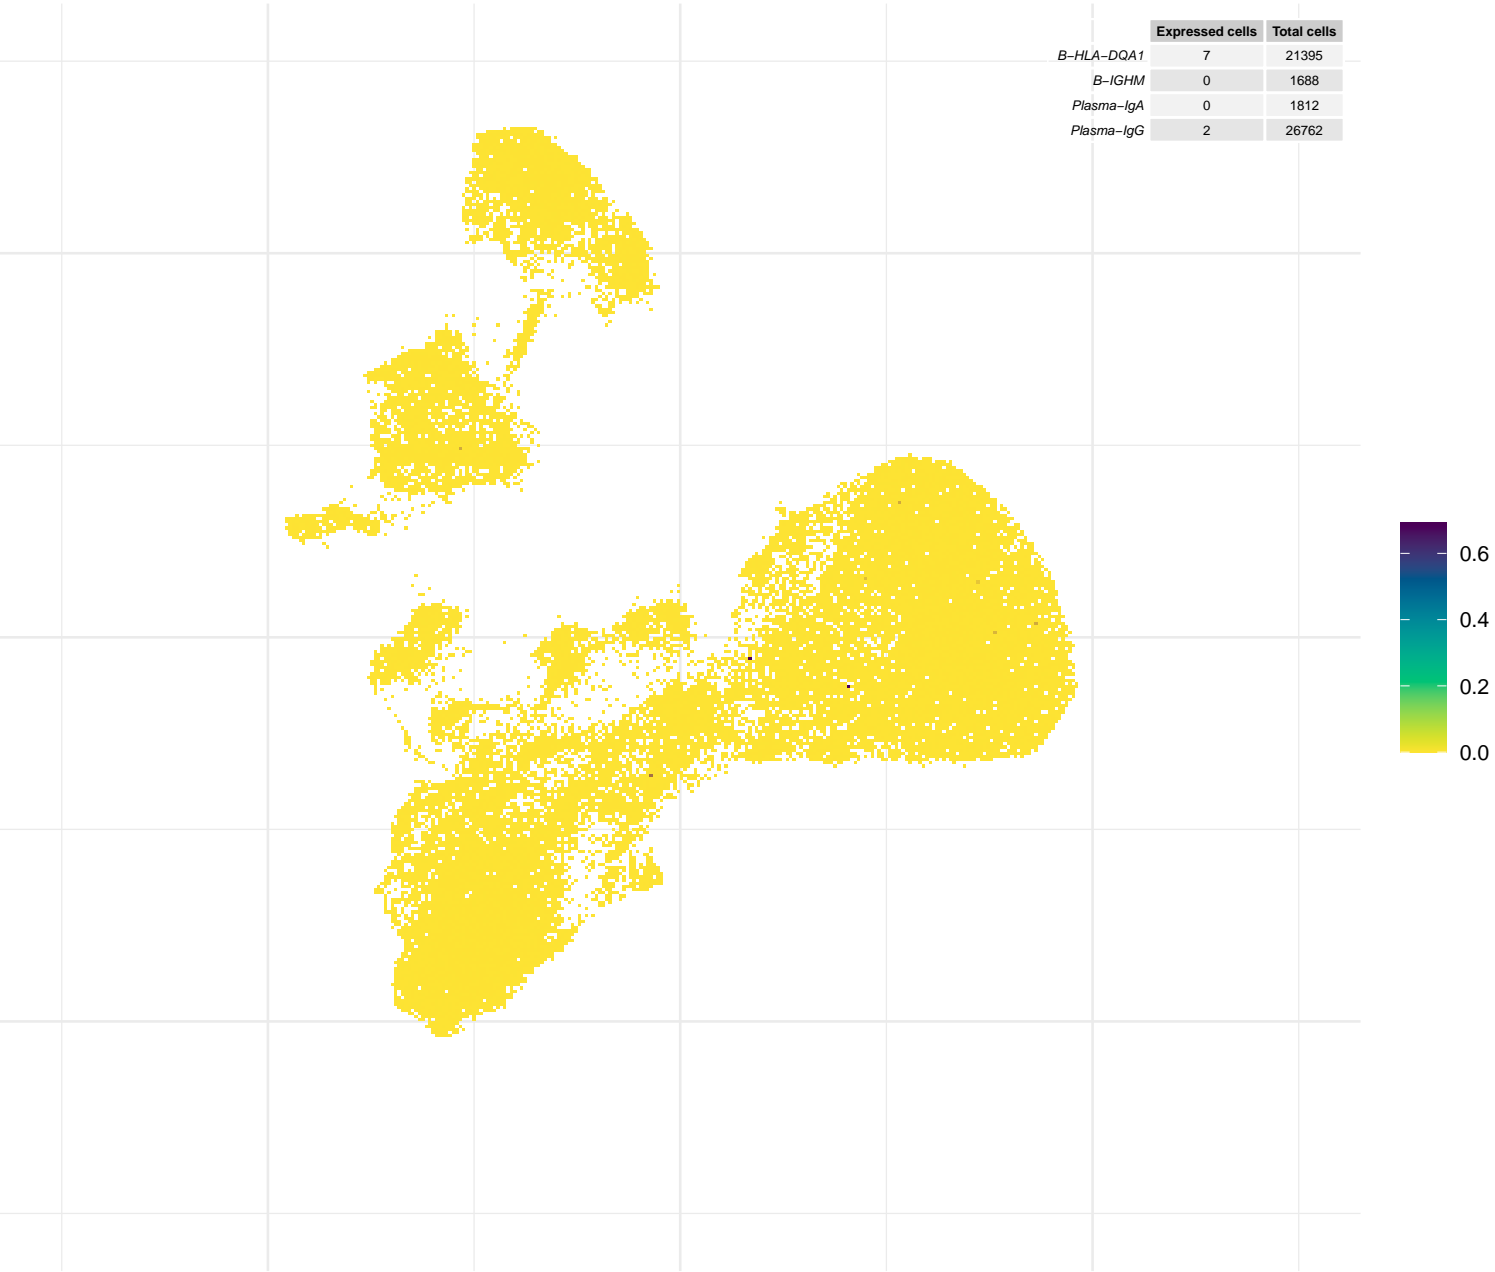 Expressed cells Total cells
B−HLA−DQA1 7 21395
B−IGHM 0 1688
Plasma−IgA 0 1812
Plasma−IgG 2 26762
0.6
0.4
0.2
0.0